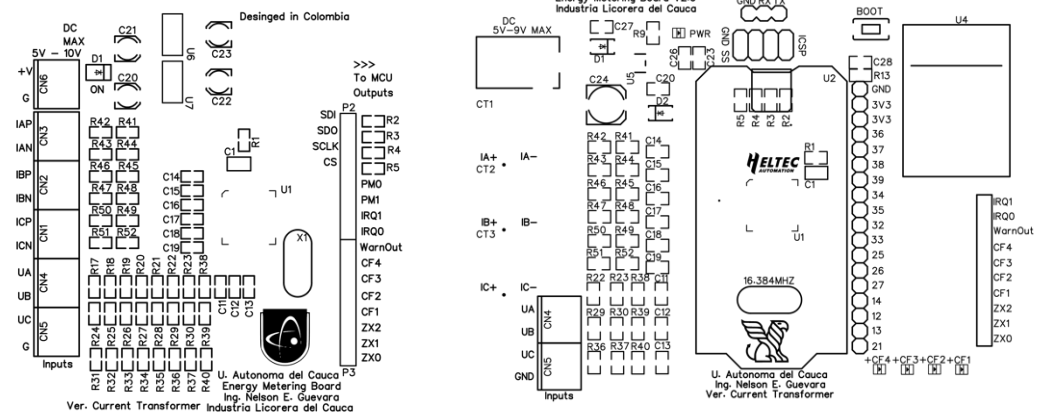 Desinged in Colombia
DC
MAX
5V - 10V
+V
G
CN6
D1
ON
C21
C20
U6
U7
C23
C22
>>>
To MCU
Outputs
P2
SDI
SDO
SCLK
CS
R2
R3
R4
R5
PM0
PM1
IRQ1
IRQ0
WarnOut
CF4
CF3
CF2
CF1
ZX2
ZX1
ZX0
P3
IAP
IAN
IBP
IBN
ICP
ICN
UA
UB
UC
G
CN3
CN2
CN1
CN4
CN5
Inputs
R42 R41
R43 R44
R46 R45
R47 R48
R50 R49
R51 R52
R1
C1
U1
X1
C14
C15
C16
C17
C18
C19
R17 R18 R19 R20 R21 R22 R23 R38
C11 C12 C13
R24 R25 R26 R27 R28 R29 R30 R39
R31 R32 R33 R34 R35 R36 R37 R40
U. Autonoma del Cauca
Energy Metering Board
Ing. Nelson E. Guevara
Ver. Current Transformer
Industria Licorera del Cauca
Industria Licorera del Cauca
DC
5V-9V MAX
C27
D1
R9
PWR
C26
C23
U5
C24
C20
D2
GND RX TX
GND SS
ICSP
BOOT
U4
U2
C28
R13
R5 R4 R3 R2
HELTEC
AUTOMATION
R1
C1
U1
16.384MHZ
CT1
IA+ IA-
CT2
IB+ IB-
CT3
IC+ IC-
R42 R41
R43 R44
R46 R45
R47 R48
R50 R49
R51 R52
C14
C15
C16
C17
C18
C19
R22 R23 R38 C11
R29 R30 R39 C12
R36 R37 R40 C13
UA
UB
UC
GND
CN4
CN5
Inputs
GND
3V3
3V3
36
37
38
39
34
35
32
33
25
26
27
14
12
13
21
IRQ1
IRQ0
WarnOut
CF4
CF3
CF2
CF1
ZX2
ZX1
ZX0
+CF4 +CF3 +CF2 +CF1
U. Autonoma del Cauca
Ing. Nelson E. Guevara
Ver. Current Transformer